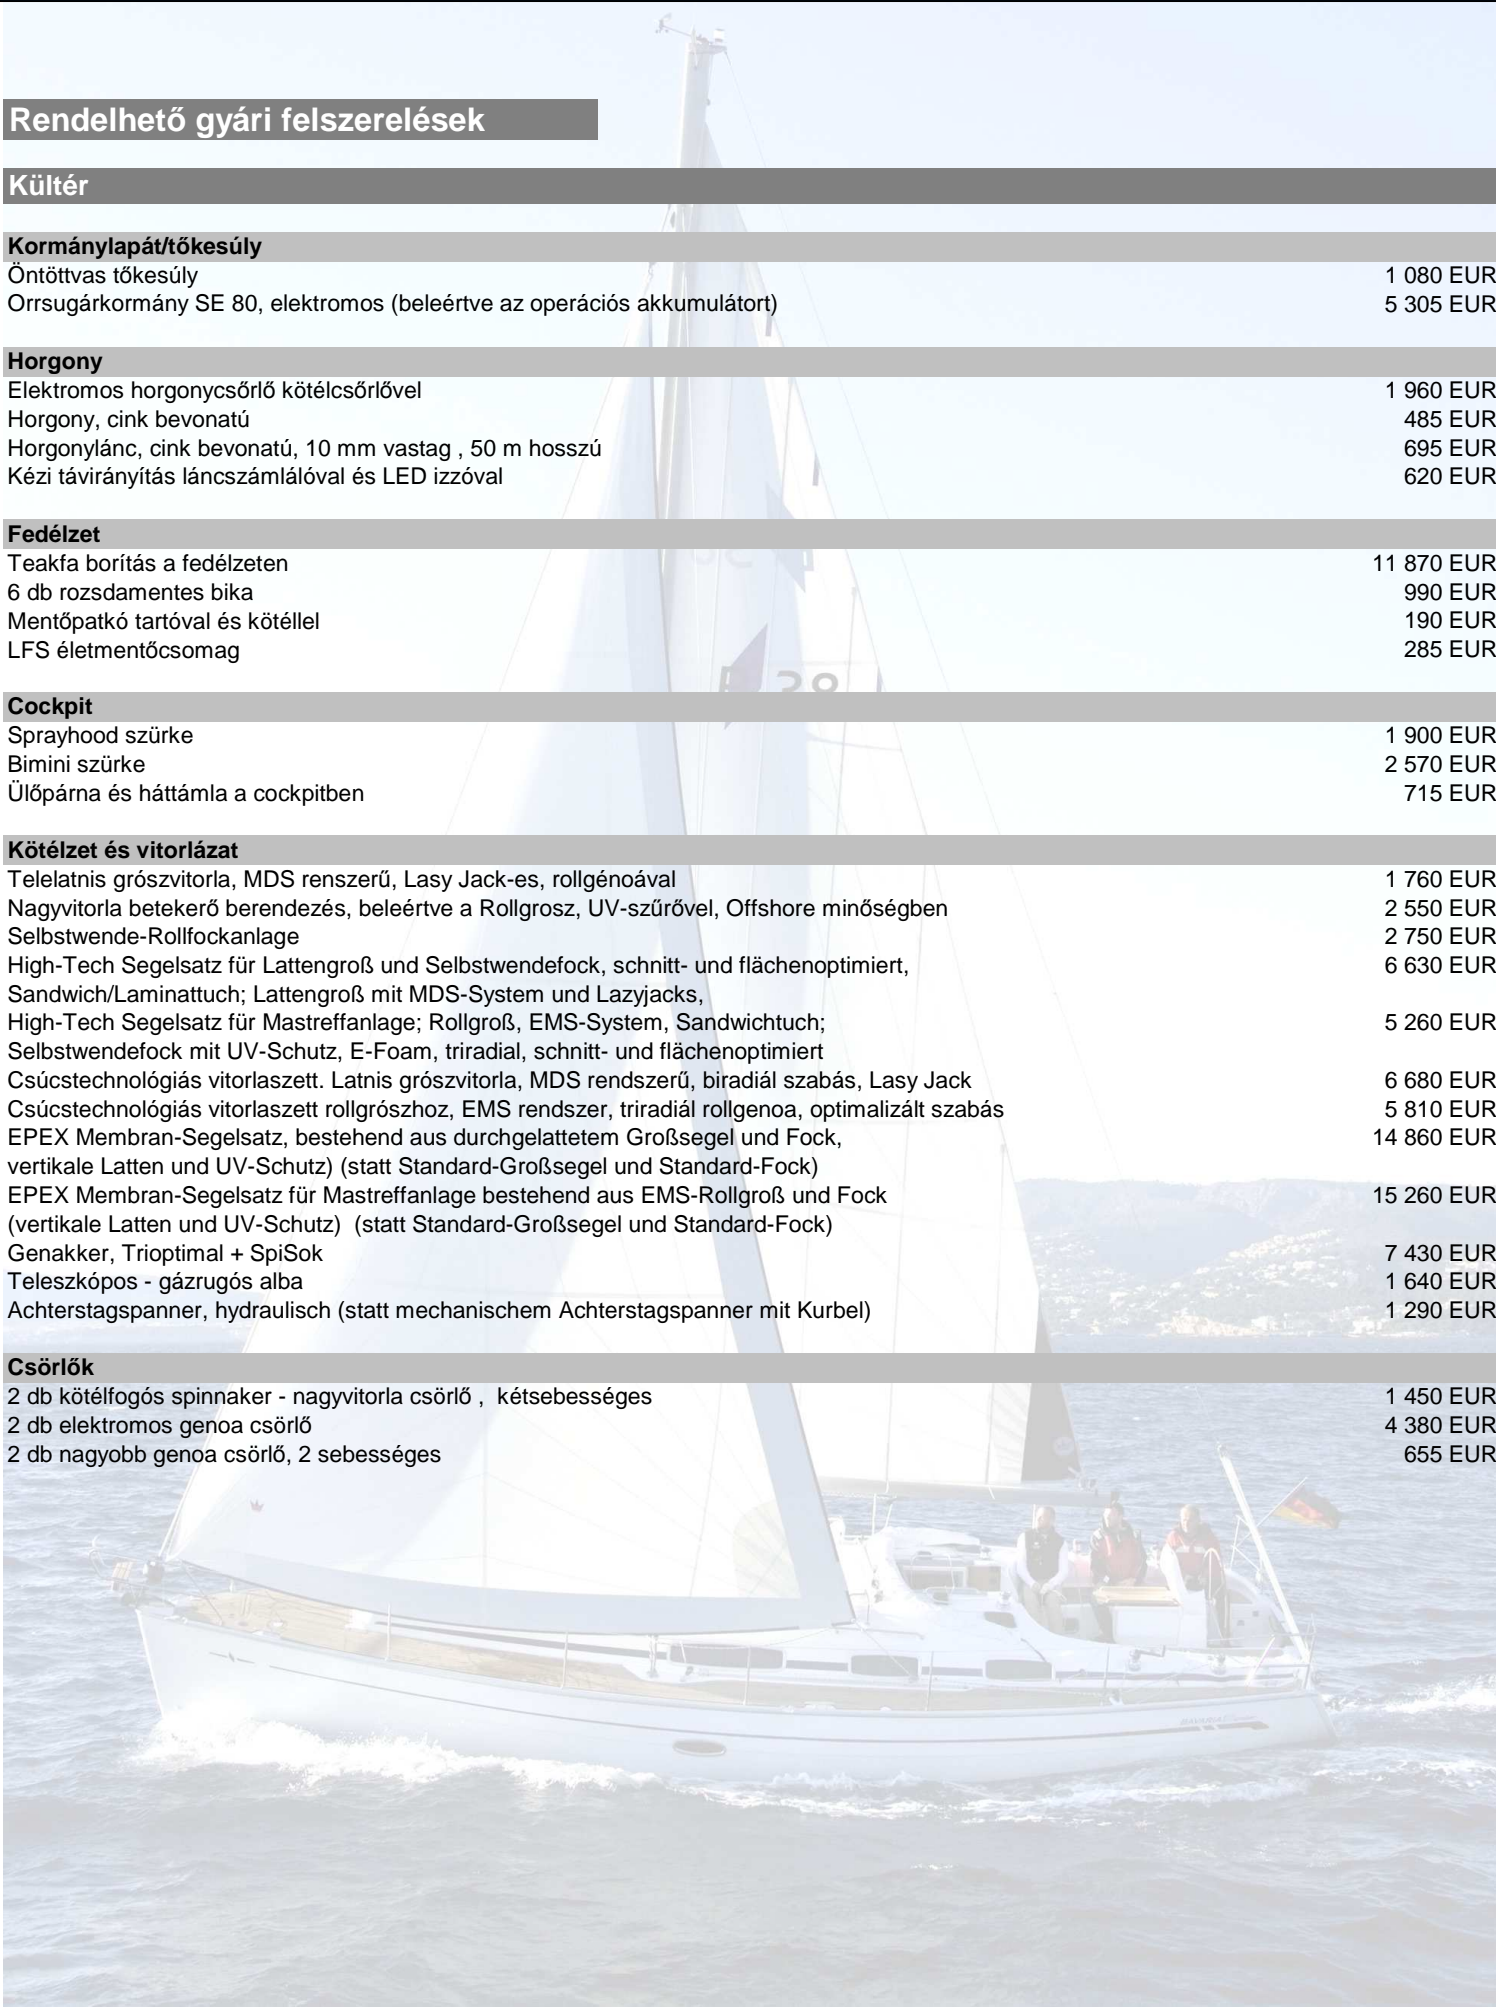 Rendelhető gyári felszerelések
Kültér
Kormánylapát/tőkesúly
Öntöttvas tőkesúly 1 080 EUR
Orrsugárkormány SE 80, elektromos (beleértve az operációs akkumulátort) 5 305 EUR
Horgony
Elektromos horgonycsőrlő kötélcsőrlővel 1 960 EUR
Horgony, cink bevonatú 485 EUR
Horgonylánc, cink bevonatú, 10 mm vastag , 50 m hosszú 695 EUR
Kézi távirányítás láncszámlálóval és LED izzóval 620 EUR
Fedélzet
Teakfa borítás a fedélzeten 11 870 EUR
6 db rozsdamentes bika 990 EUR
Mentőpatkó tartóval és kötéllel 190 EUR
LFS életmentőcsomag 285 EUR
Cockpit
Sprayhood szürke 1 900 EUR
Bimini szürke 2 570 EUR
Ülőpárna és háttámla a cockpitben 715 EUR
Kötélzet és vitorlázat
Telelatnis grószvitorla, MDS renszerű, Lasy Jack-es, rollgénoával 1 760 EUR
Nagyvitorla betekerő berendezés, beleértve a Rollgrosz, UV-szűrővel, Offshore minőségben 2 550 EUR
Selbstwende-Rollfockanlage 2 750 EUR
High-Tech Segelsatz für Lattengroß und Selbstwendefock, schnitt- und flächenoptimiert, 6 630 EUR
Sandwich/Laminattuch; Lattengroß mit MDS-System und Lazyjacks,
High-Tech Segelsatz für Mastreffanlage; Rollgroß, EMS-System, Sandwichtuch; 5 260 EUR
Selbstwendefock mit UV-Schutz, E-Foam, triradial, schnitt- und flächenoptimiert
Csúcstechnológiás vitorlaszett. Latnis grószvitorla, MDS rendszerű, biradiál szabás, Lasy Jack 6 680 EUR
Csúcstechnológiás vitorlaszett rollgrószhoz, EMS rendszer, triradiál rollgenoa, optimalizált szabás 5 810 EUR
EPEX Membran-Segelsatz, bestehend aus durchgelattetem Großsegel und Fock, 14 860 EUR
vertikale Latten und UV-Schutz) (statt Standard-Großsegel und Standard-Fock)
EPEX Membran-Segelsatz für Mastreffanlage bestehend aus EMS-Rollgroß und Fock 15 260 EUR
(vertikale Latten und UV-Schutz)  (statt Standard-Großsegel und Standard-Fock)
Genakker, Trioptimal + SpiSok 7 430 EUR
Teleszkópos - gázrugós alba 1 640 EUR
Achterstagspanner, hydraulisch (statt mechanischem Achterstagspanner mit Kurbel) 1 290 EUR
Csörlők
2 db kötélfogós spinnaker - nagyvitorla csörlő ,  kétsebességes 1 450 EUR
2 db elektromos genoa csörlő 4 380 EUR
2 db nagyobb genoa csörlő, 2 sebességes 655 EUR